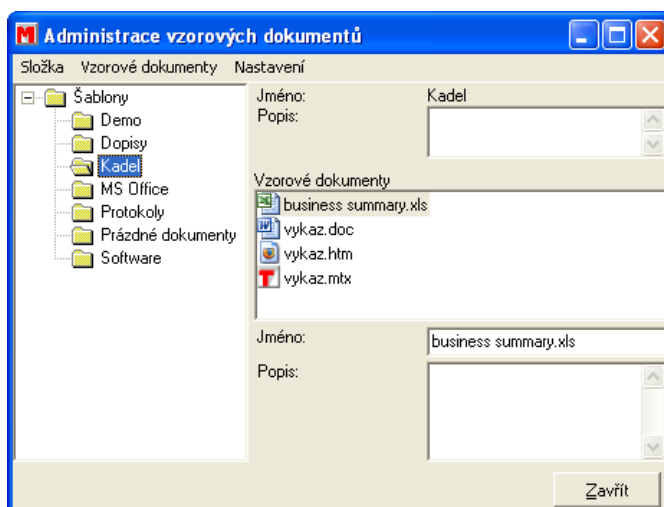 Administrace vzorových dokumentů
Složka Vzorové dokumenty Nastavení
Šablony
Demo
Dopisy
Kadel
MS Office
Protokoly
Prázdné dokumenty
Software
Jméno: Kadel
Popis:
Vzorové dokumenty
business summary.xls
vykaz.doc
vykaz.htm
vykaz.mtx
Jméno: business summary.xls
Popis:
Zavřít